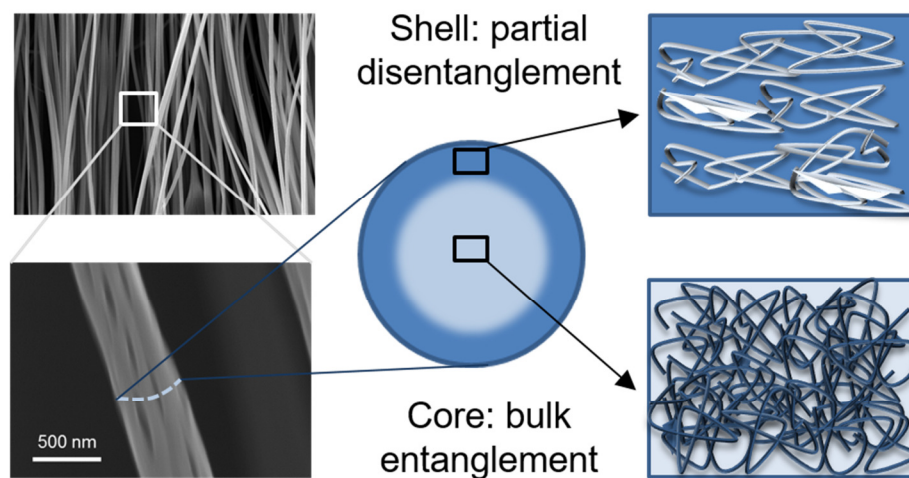 Shell: partial
disentanglement
500 nm
Core: bulk
entanglement